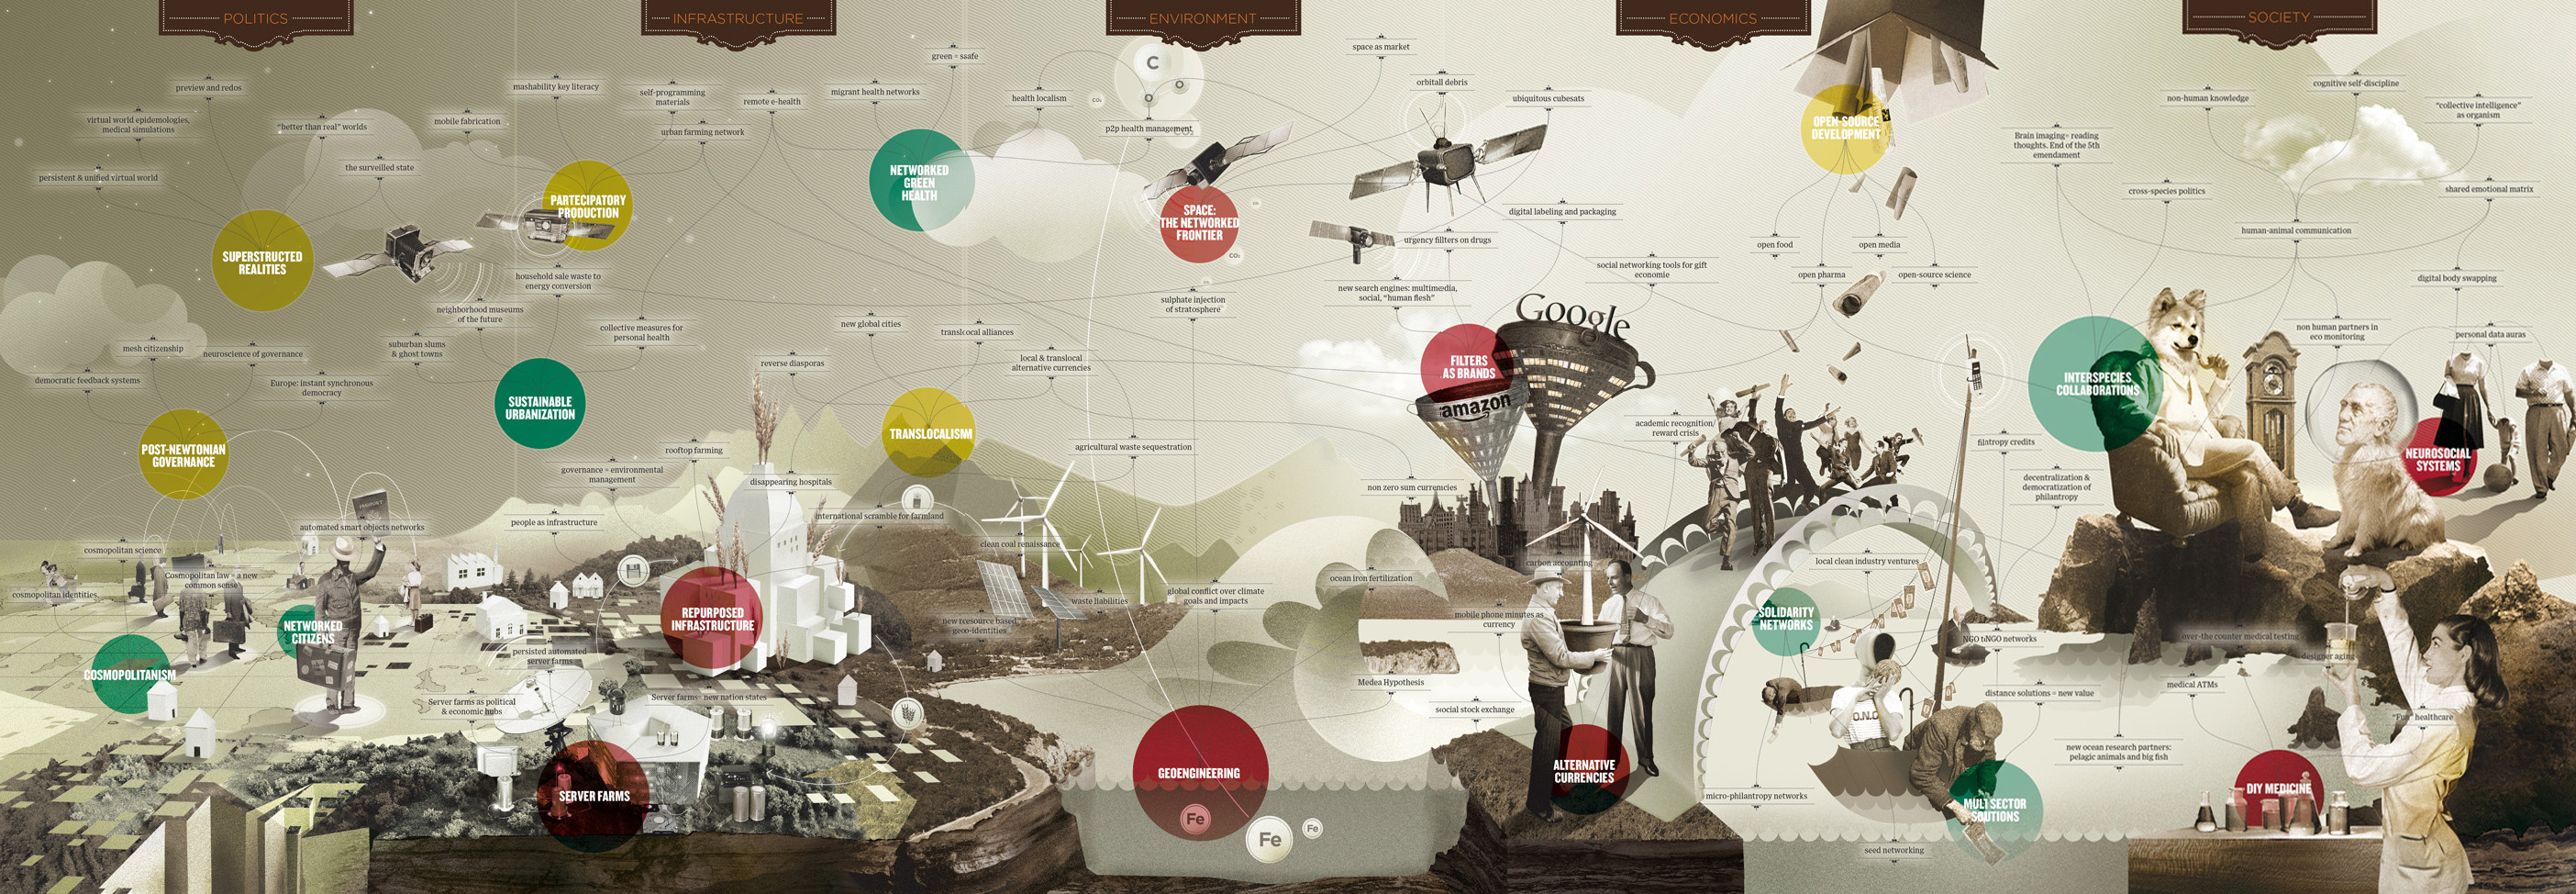 POLITICS
INFRASTRUCTURE
ENVIRONMENT
ECONOMICS
SOCIETY
preview and redos
virtual world epidemologies,
medical simulations
"better than real" worlds
the surveilled state
persistent & unified virtual world
SUPERSTRUCTED
REALITIES
mobile fabrication
mashability key literacy
self-programming
materials
remote e-health
urban farming network
PARTECIPATORY
PRODUCTION
household sale waste to
energy conversion
neighborhood museums
of the future
suburban slums
& ghost towns
collective measures for
personal health
mesh citizenship
neuroscience of governance
democratic feedback systems
Europe: instant synchronous
democracy
SUSTAINABLE
URBANIZATION
POST-NEWTONIAN
GOVERNANCE
governance = environmental
management
rooftop farming
people as infrastructure
PASSPORT
automated smart objects networks
cosmopolitan science
Cosmopolitan law = a new
common sense
cosmopolitan identities
NETWORKED
CITIZENS
COSMOPOLITANISM
persisted automated
server farms
Server farms as political
& economic hubs
Server farms = new nation states
SERVER FARMS
REPURPOSED
INFRASTRUCTURE
migrant health networks
green = ssafe
health localism
C
O
O
CO₂
p2p health management
NETWORKED
GREEN
HEALTH
SPACE:
THE NETWORKED
FRONTIER
CO₂
sulphate injection
of stratosphere
new global cities
translcocal alliances
reverse diasporas
local & translocal
alternative currencies
TRANSLOCALISM
agricultural waste sequestration
disappearing hospitals
international scramble for farmland
clean coal renaissance
waste liabilities
new rcesource based
geo-identities
global conflict over climate
goals and impacts
ocean iron fertilization
Medea Hypothesis
GEOENGINEERING
Fe
Fe
Fe
space as market
orbitall debris
ubiquitous cubesats
digital labeling and packaging
urgency fillters on drugs
new search engines: multimedia,
social, "human flesh"
social networking tools for gift
economie
Google
amazon
FILTERS
AS BRANDS
non zero sum currencies
academic recognition/
reward crisis
carbon accounting
mobile phone minutes as
currency
social stock exchange
ALTERNATIVE
CURRENCIES
OPEN-SOURCE
DEVELOPMENT
open food
open media
open pharma
open-source science
filntropy credits
decentralization &
democratization of
philantropy
local clean industry ventures
SOLIDARITY
NETWORKS
O.N.G
NGO toNGO networks
distance solutions = new value
micro-philantropy networks
MULTI SECTOR
SOUTIONS
seed networking
non-human knowledge
cognitive self-discipline
"collective intelligence"
as organism
Brain imaging= reading
thoughts. End of the 5th
emendament
cross-species politics
shared emotional matrix
human-animal communication
digital body swapping
non human partners in
eco monitoring
personal data auras
INTERSPECIES
COLLABORATIONS
NEUROSOCIAL
SYSTEMS
over-the counter medical testing
designer aging
medical ATMs
"Fun" healthcare
new ocean research partners:
pelagic animals and big fish
DIY MEDICINE